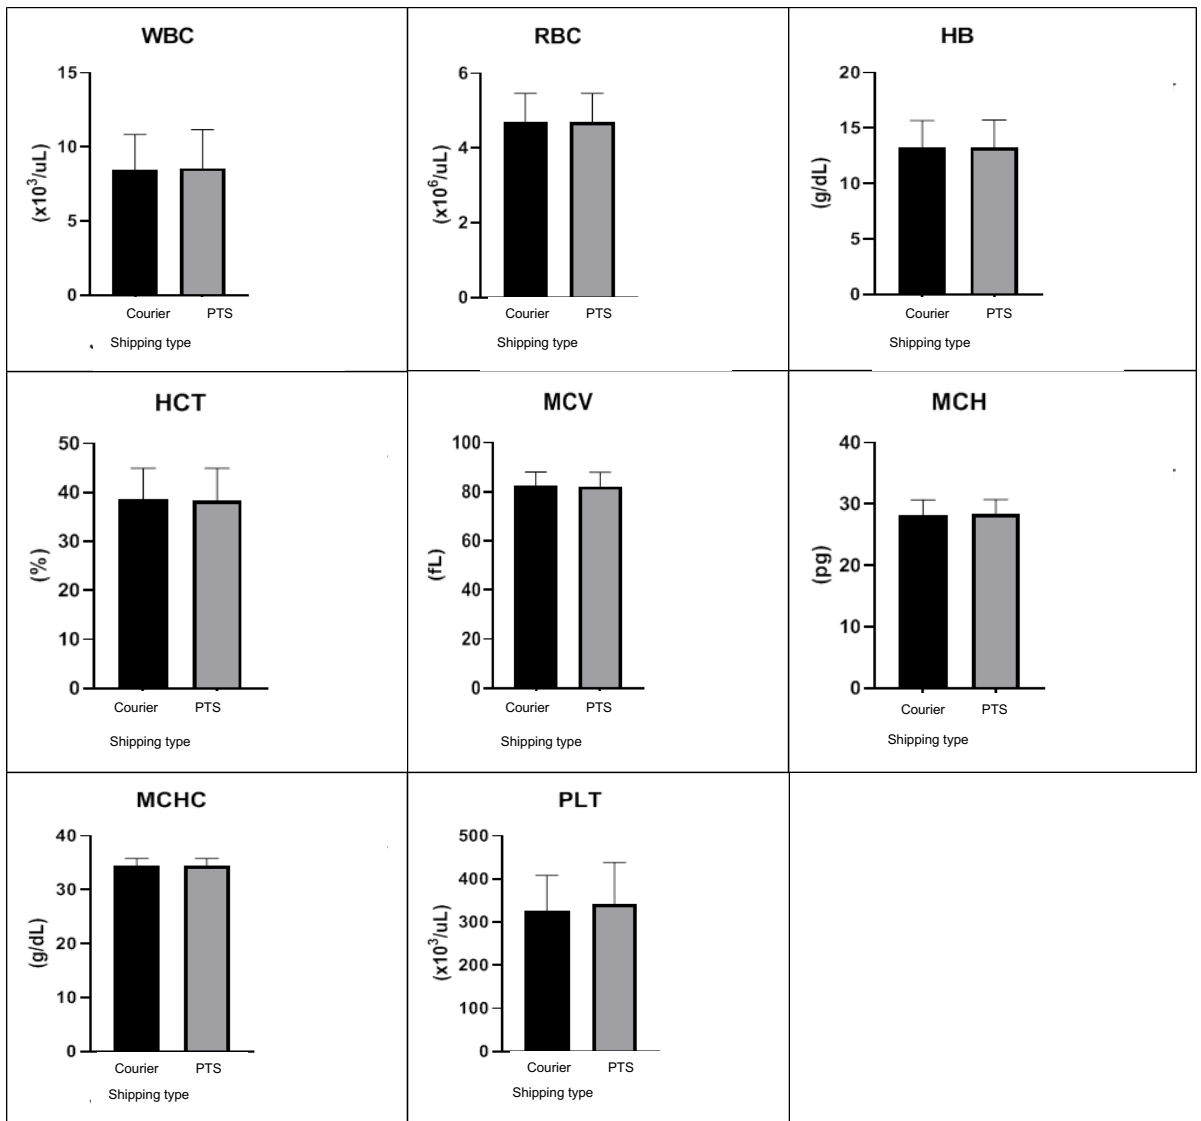 WBC
15
10
5
0
(x10³/uL)
Courier PTS
Shipping type
RBC
6
4
2
0
(x10⁶/uL)
Courier PTS
Shipping type
HB
20
15
10
5
0
(g/dL)
Courier PTS
Shipping type
HCT
50
40
30
20
10
0
(%)
Courier PTS
Shipping type
MCV
100
80
60
40
20
0
(fL)
Courier PTS
Shipping type
MCH
40
30
20
10
0
(pg)
Courier PTS
Shipping type
MCHC
40
30
20
10
0
(g/dL)
Courier PTS
Shipping type
PLT
500
400
300
200
100
0
(x10³/uL)
Courier PTS
Shipping type